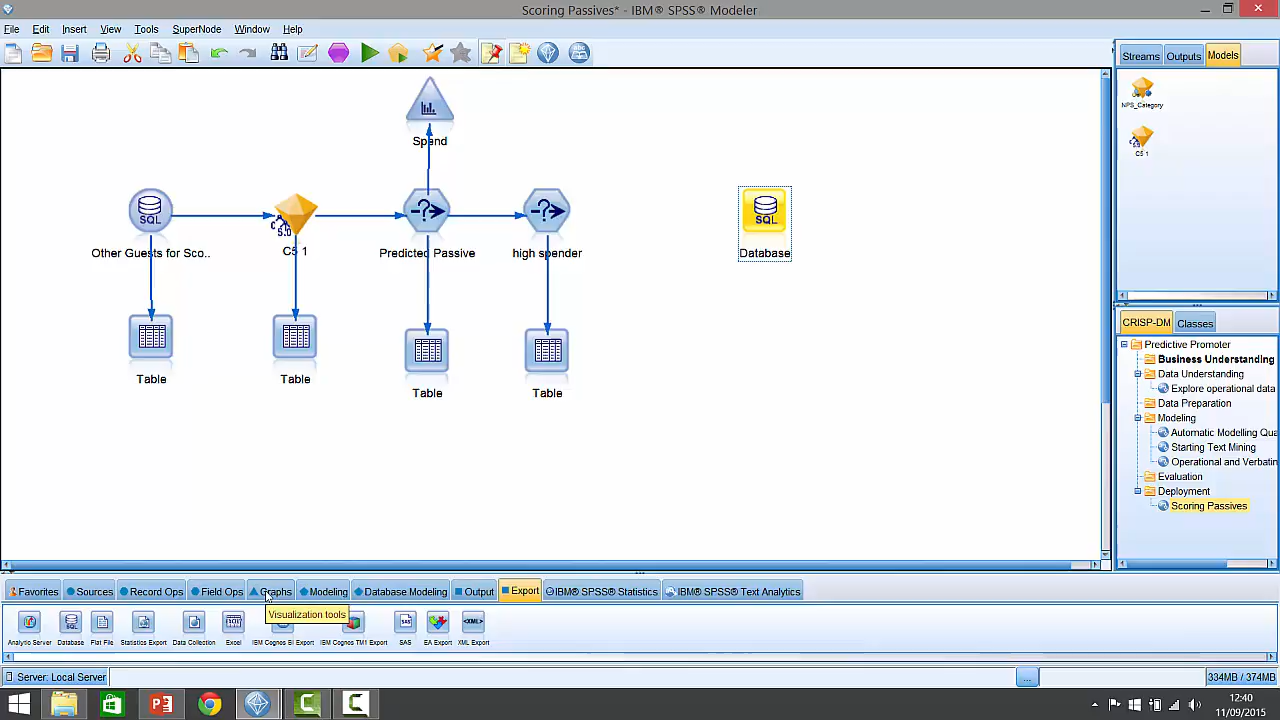 Scoring Passives* - IBM® SPSS® Modeler
File Edit Insert View Tools SuperNode Window Help
Streams Outputs Models
NPS_Category
C5 1
Spend
SQL
Other Guests for Sco..
C5.0
C5 1
Predicted Passive
high spender
SQL
Database
Table
Table
Table
Table
CRISP-DM Classes
Predictive Promoter
Business Understanding
Data Understanding
Explore operational data
Data Preparation
Modeling
Automatic Modelling Qua
Starting Text Mining
Operational and Verbatin
Evaluation
Deployment
Scoring Passives
Favorites Sources Record Ops Field Ops Graphs Modeling Database Modeling Output Export IBM® SPSS® Statistics IBM® SPSS® Text Analytics
Visualization tools
Analytic Server Database Flat File Statistics Export Data Collection Excel IBM Cognos BI Export IBM Cognos TM1 Export SAS EA Export XML Export
Server: Local Server
...
334MB / 374MB
12:40
11/09/2015